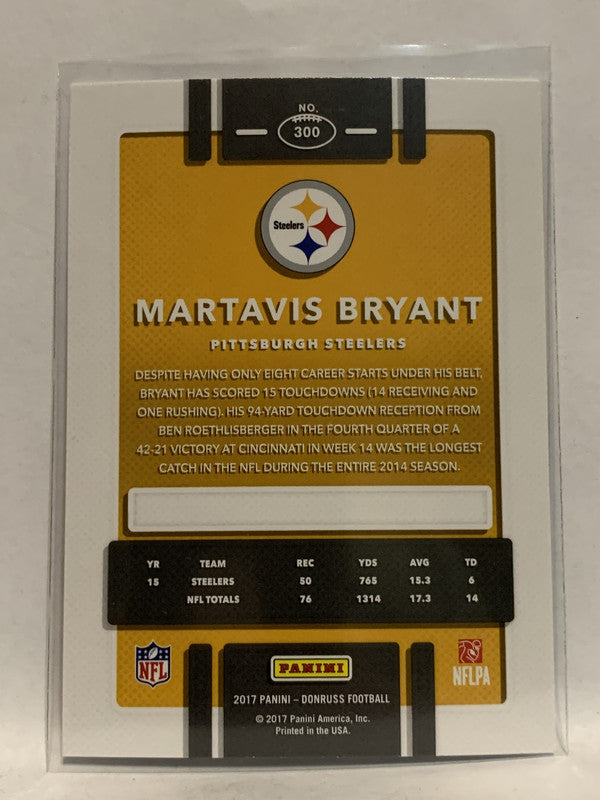 NO.
300
Steelers
MARTAVIS BRYANT
PITTSBURGH STEELERS
DESPITE HAVING ONLY EIGHT CAREER STARTS UNDER HIS BELT,
BRYANT HAS SCORED 15 TOUCHDOWNS (14 RECEIVING AND
ONE RUSHING). HIS 94-YARD TOUCHDOWN RECEPTION FROM
BEN ROETHLISBERGER IN THE FOURTH QUARTER OF A
42-21 VICTORY AT CINCINNATI IN WEEK 14 WAS THE LONGEST
CATCH IN THE NFL DURING THE ENTIRE 2014 SEASON.
YR TEAM REC YDS AVG TD
15 STEELERS 50 765 15.3 6
NFL TOTALS 76 1314 17.3 14
NFL
PANINI
NFLPA
2017 PANINI – DONRUSS FOOTBALL
© 2017 Panini America, Inc.
Printed in the USA.